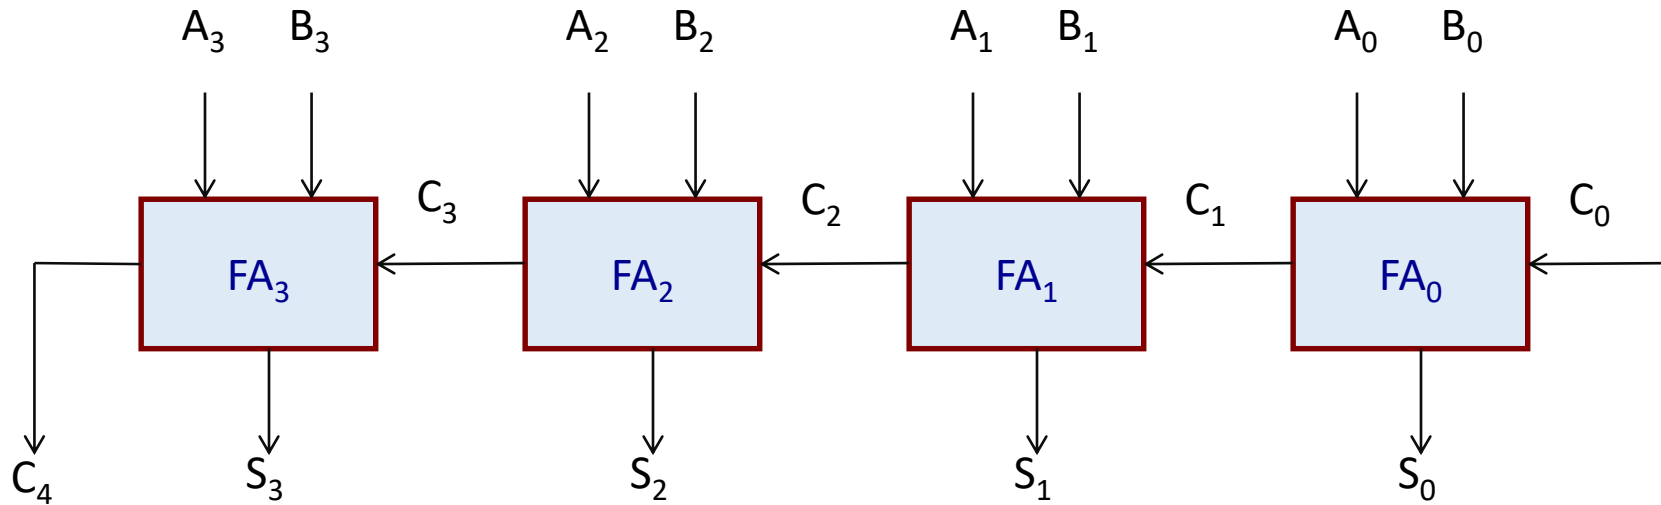 A₃ B₃ A₂ B₂ A₁ B₁ A₀ B₀
C₃ C₂ C₁ C₀
FA₃ FA₂ FA₁ FA₀
C₄ S₃ S₂ S₁ S₀